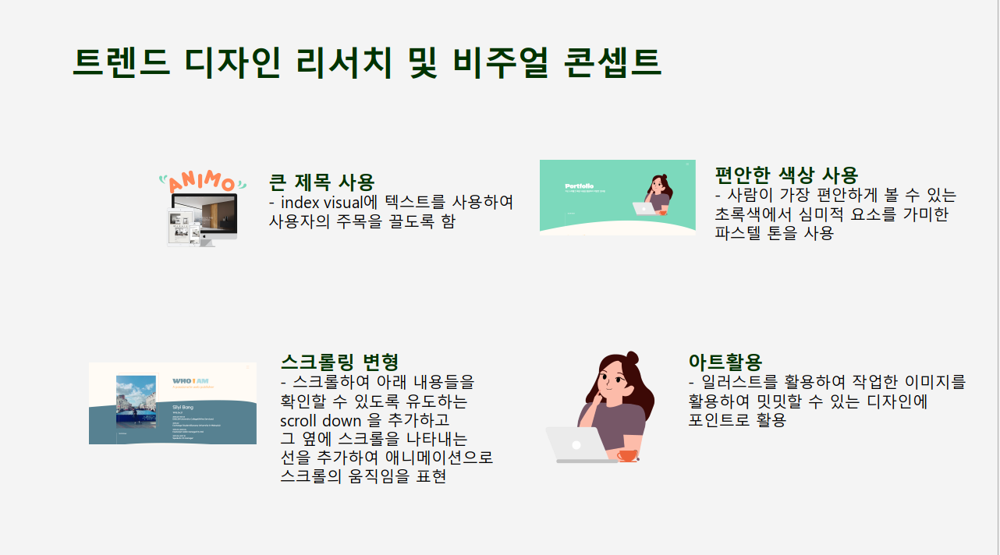 트렌드 디자인 리서치 및 비주얼 콘셉트
ANIMO
큰 제목 사용
- index visual에 텍스트를 사용하여
사용자의 주목을 끌도록 함
Portfolio
편안한 색상 사용
- 사람이 가장 편안하게 볼 수 있는
초록색에서 심미적 요소를 가미한
파스텔 톤을 사용
WHO I AM
Silyi Bang
스크롤링 변형
- 스크롤하여 아래 내용들을
확인할 수 있도록 유도하는
scroll down 을 추가하고
그 옆에 스크롤을 나타내는
선을 추가하여 애니메이션으로
스크롤의 움직임을 표현
아트활용
- 일러스트를 활용하여 작업한 이미지를
활용하여 밋밋할 수 있는 디자인에
포인트로 활용